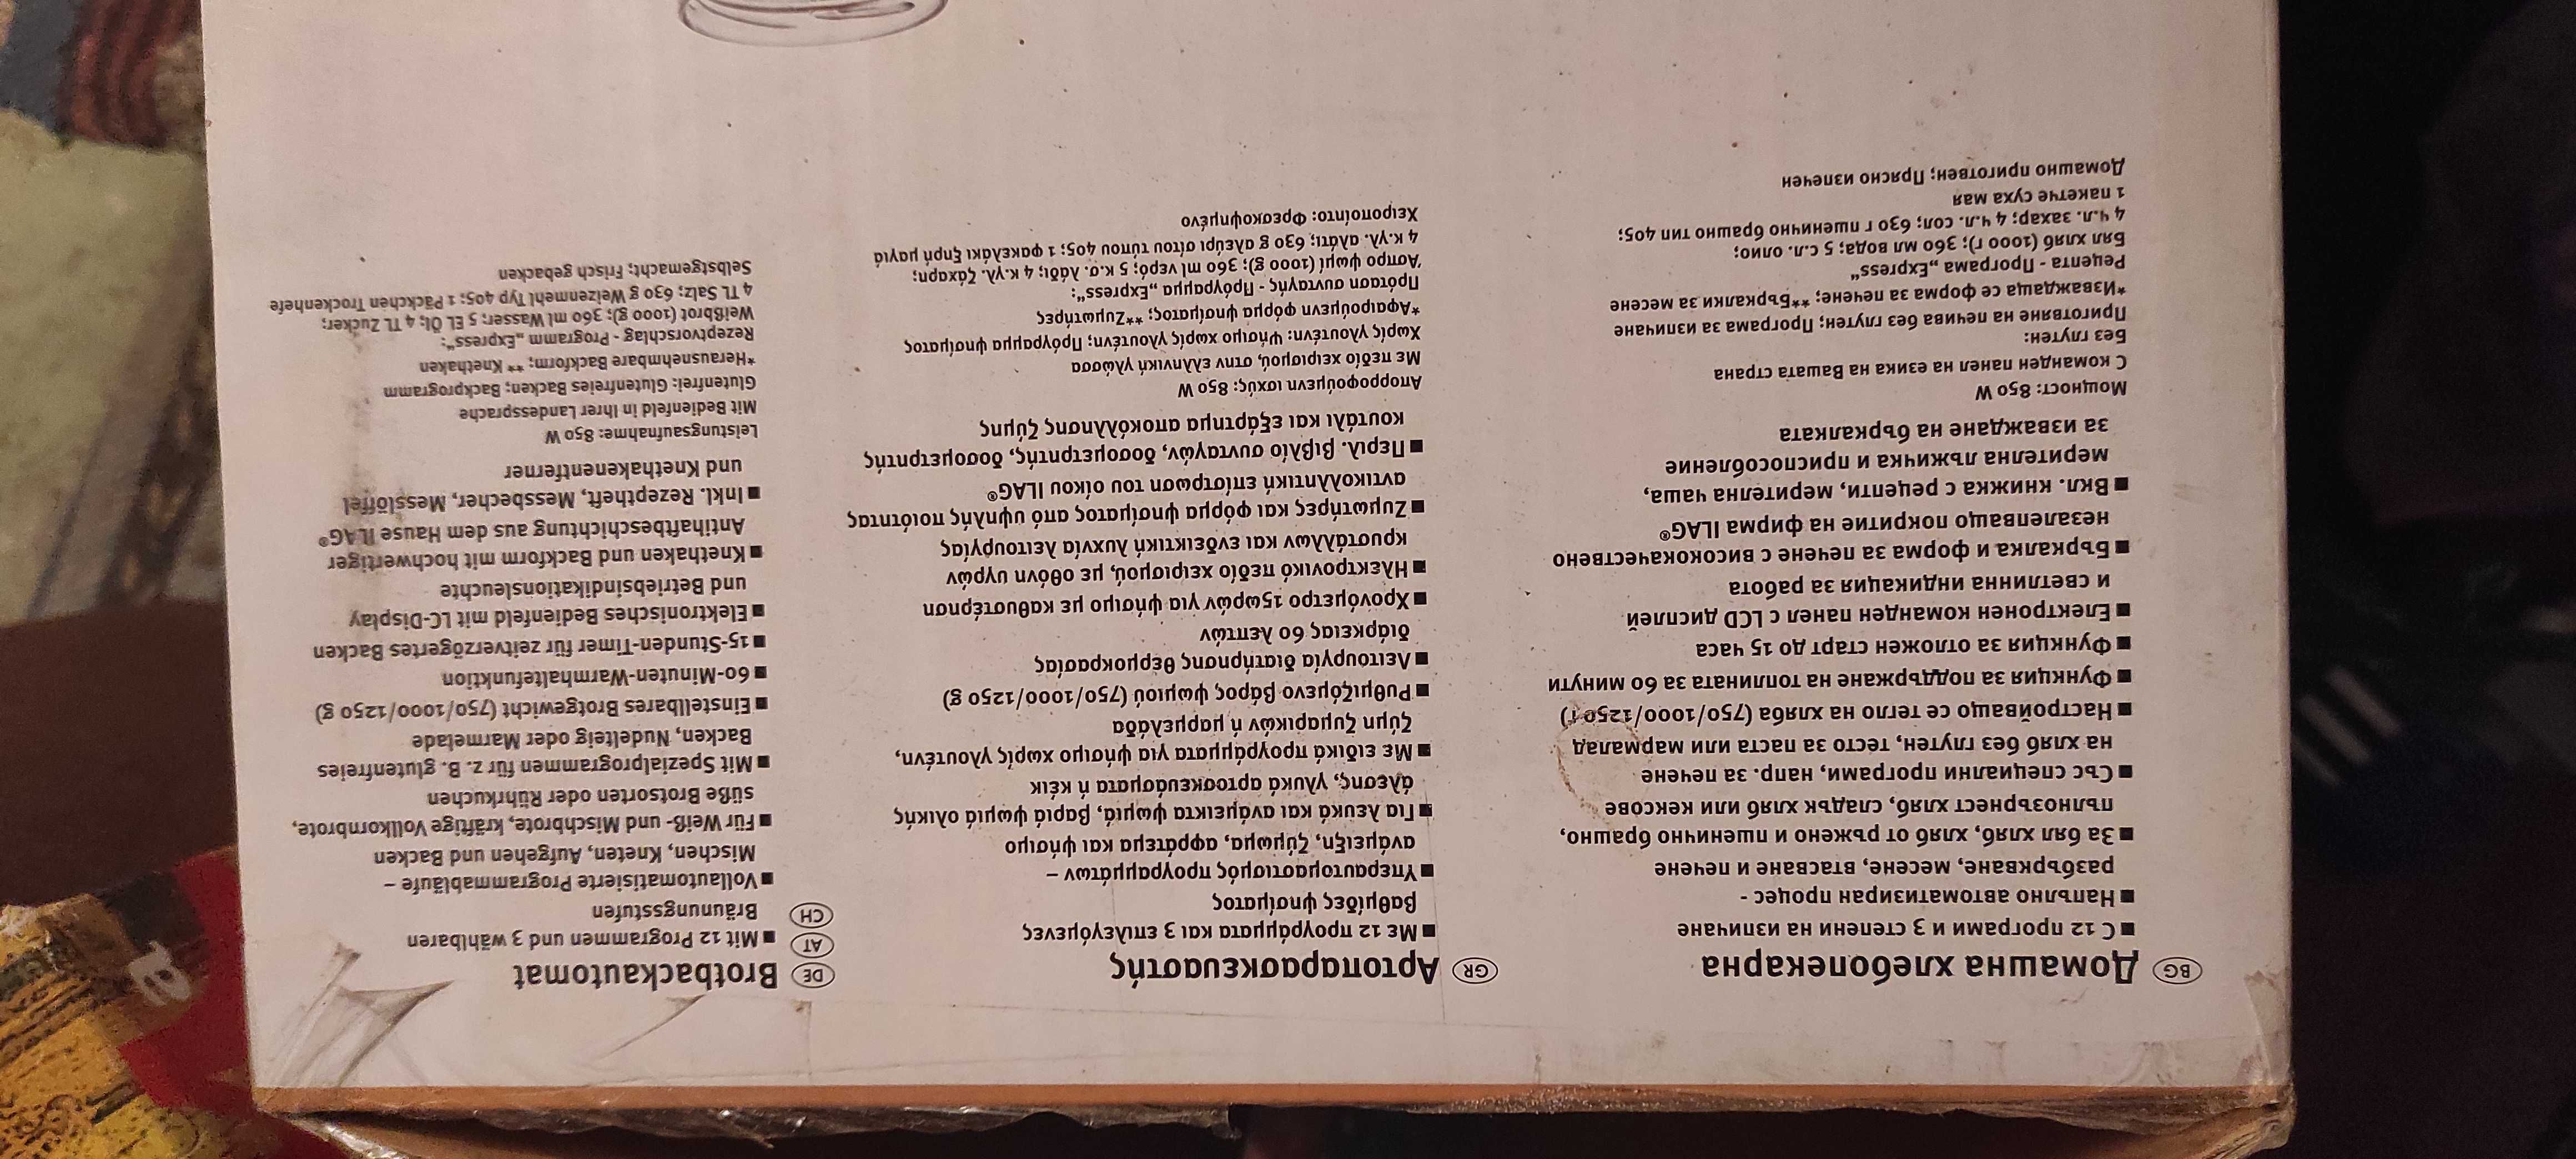 BG
Домашна хлебопекарна
■ С 12 програми и 3 степени на изпичане
■ Напълно автоматизиран процес -
разбъркване, месене, втасване и печене
■ За бял хляб, хляб от ръжено и пшенично брашно,
пълнозърнест хляб, сладък хляб или кексове
■ Със специални програми, напр. за печене
на хляб без глутен, тесто за паста или мармалад
■ Настройващо се тегло на хляба (750/1000/1250 г)
■ Функция за поддържане на топлината за 60 минути
■ Функция за отложен старт до 15 часа
■ Електронен команден панел с LCD дисплей
и светлинна индикация за работа
■ Бъркалка и форма за печене с висококачествено
незалепващо покритие на фирма ILAG®
■ Вкл. книжка с рецепти, мерителна чаша,
мерителна лъжичка и приспособление
за изваждане на бъркалката
Мощност: 850 W
С команден панел на езика на Вашата страна
Без глутен:
Приготвяне на печива без глутен; Програма за изпичане
*Изваждаща се форма за печене; **Бъркалки за месене
Рецепта - Програма „Express“
Бял хляб (1000 г); 360 мл вода; 5 с.л. олио;
4 ч.л. захар; 4 ч.л. сол; 630 г пшенично брашно тип 405;
1 пакетче суха мая
Домашно приготвен; Прясно изпечен
GR
Αρτοπαρασκευαστής
■ Με 12 προγράμματα και 3 επιλεγόμενες
βαθμίδες ψησίματος
■ Υπεραυτοματισμός προγραμμάτων –
ανάμειξη, ζύμωμα, αφράτεμα και ψήσιμο
■ Για λευκά και ανάμεικτα ψωμιά, βαριά ψωμιά ολικής
άλεσης, γλυκά αρτοσκευάσματα ή κέικ
■ Με ειδικά προγράμματα για ψήσιμο χωρίς γλουτένη,
ζύμη ζυμαρικών ή μαρμελάδα
■ Ρυθμιζόμενο βάρος ψωμιού (750/1000/1250 g)
■ Λειτουργία διατήρησης θερμοκρασίας
διάρκειας 60 λεπτών
■ Χρονόμετρο 15ωρών για ψήσιμο με καθυστέρηση
■ Ηλεκτρονικό πεδίο χειρισμού, με οθόνη υγρών
κρυστάλλων και ενδεικτική λυχνία λειτουργίας
■ Ζυμωτήρες και φόρμα ψησίματος από υψηλής ποιότητας
αντικολλητική επίστρωση του οίκου ILAG®
■ Περιλ. βιβλίο συνταγών, δοσομετρητής, δοσομετρητής
κουτάλι και εξάρτημα αποκόλλησης ζύμης
Απορροφούμενη ισχύς: 850 W
Με πεδίο χειρισμού, στην ελληνική γλώσσα
Χωρίς γλουτένη: Ψήσιμο χωρίς γλουτένη; Πρόγραμμα ψησίματος
*Αφαιρούμενη φόρμα ψησίματος; **Ζυμωτήρες
Πρόταση συνταγής - Πρόγραμμα „Express“:
Άσπρο ψωμί (1000 g); 360 ml νερό; 5 κ.σ. λάδι; 4 κ.γλ. ζάχαρη;
4 κ.γλ. αλάτι; 630 g αλεύρι σίτου τύπου 405; 1 φακελάκι ξηρή μαγιά
Χειροποίητο: Φρεσκοψημένο
DE
AT
CH
Brotbackautomat
■ Mit 12 Programmen und 3 wählbaren
Bräunungsstufen
■ Vollautomatisierte Programmabläufe –
Mischen, Kneten, Aufgehen und Backen
■ Für Weiß- und Mischbrote, kräftige Vollkornbrote,
süße Brotsorten oder Rührkuchen
■ Mit Spezialprogrammen für z. B. glutenfreies
Backen, Nudelteig oder Marmelade
■ Einstellbares Brotgewicht (750/1000/1250 g)
■ 60-Minuten-Warmhaltefunktion
■ 15-Stunden-Timer für zeitverzögertes Backen
■ Elektronisches Bedienfeld mit LC-Display
und Betriebsindikationsleuchte
■ Knethaken und Backform mit hochwertiger
Antihaftbeschichtung aus dem Hause ILAG®
■ Inkl. Rezeptheft, Messbecher, Messlöffel
und Knethakenentferner
Leistungsaufnahme: 850 W
Mit Bedienfeld in Ihrer Landessprache
Glutenfrei: Glutenfreies Backen; Backprogramm
*Herausnehmbare Backform; ** Knethaken
Rezeptvorschlag - Programm „Express“:
Weißbrot (1000 g); 360 ml Wasser; 5 EL Öl; 4 TL Zucker;
4 TL Salz; 630 g Weizenmehl Typ 405; 1 Päckchen Trockenhefe
Selbstgemacht; Frisch gebacken